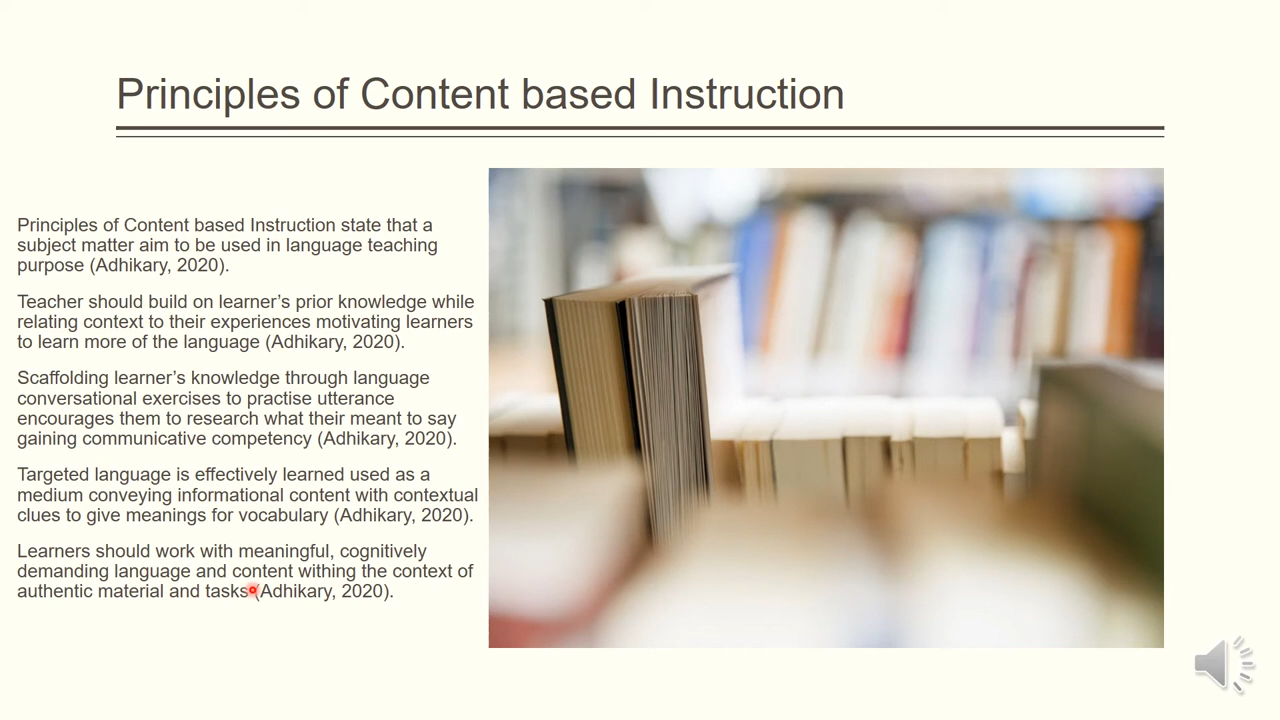 Principles of Content based Instruction
Principles of Content based Instruction state that a
subject matter aim to be used in language teaching
purpose (Adhikary, 2020).
Teacher should build on learner’s prior knowledge while
relating context to their experiences motivating learners
to learn more of the language (Adhikary, 2020).
Scaffolding learner’s knowledge through language
conversational exercises to practise utterance
encourages them to research what their meant to say
gaining communicative competency (Adhikary, 2020).
Targeted language is effectively learned used as a
medium conveying informational content with contextual
clues to give meanings for vocabulary (Adhikary, 2020).
Learners should work with meaningful, cognitively
demanding language and content withing the context of
authentic material and tasks (Adhikary, 2020).